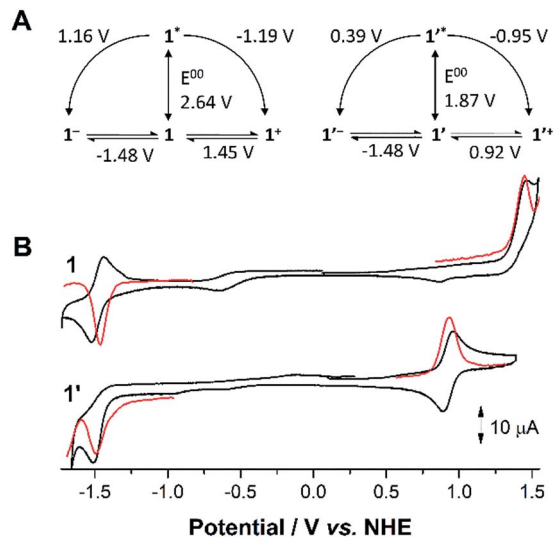 A
1.16 V 1* -1.19 V 0.39 V 1'* -0.95 V
E⁰⁰ E⁰⁰
2.64 V 1.87 V
1⁻ 1 1⁺ 1'⁻ 1' 1'⁺
-1.48 V 1.45 V -1.48 V 0.92 V
B
1
1'
10 µA
-1.5 -1.0 -0.5 0.0 0.5 1.0 1.5
Potential / V vs. NHE